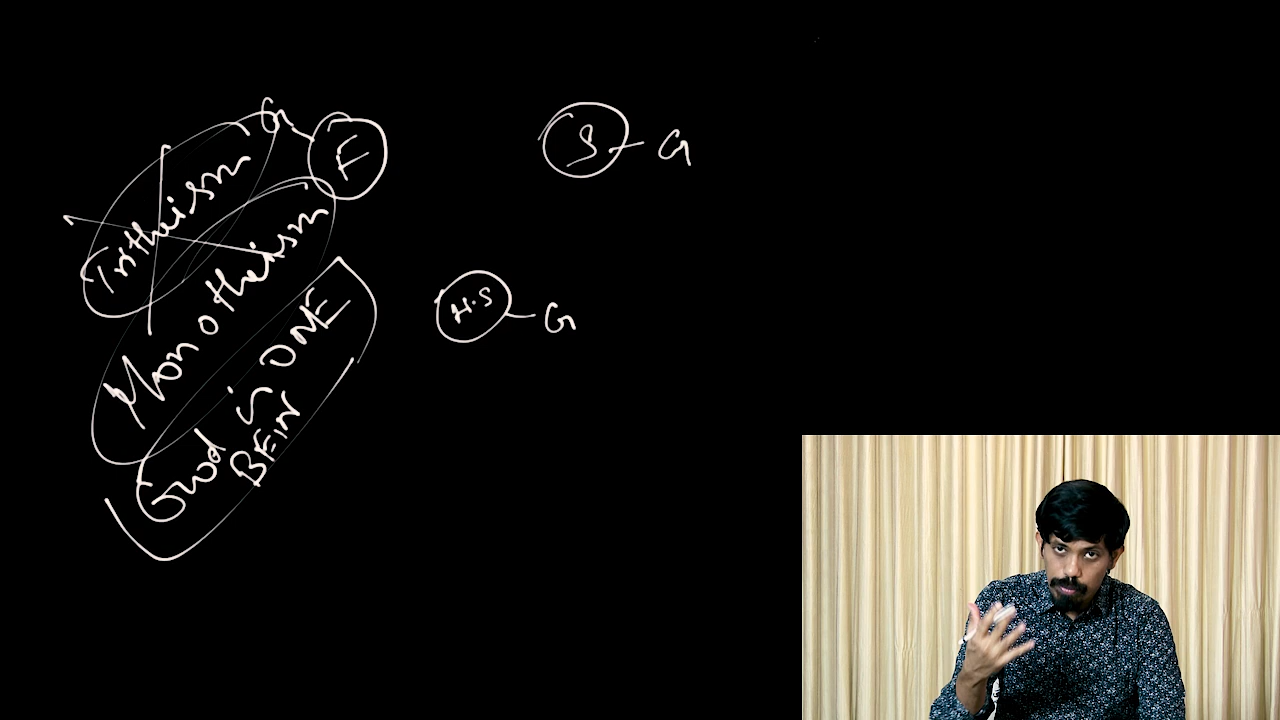 G F
S G
Tritheism
Monotheism
H.S G
God is ONE
BEIN